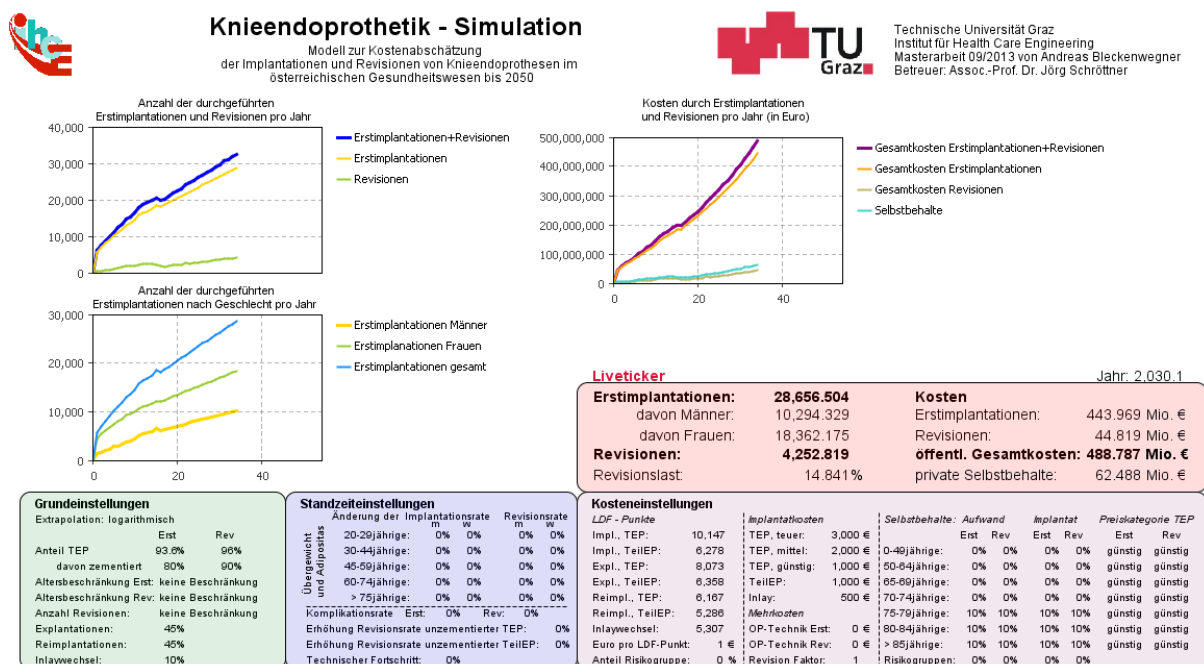 ihce
Knieendoprothetik - Simulation
Modell zur Kostenabschätzung
der Implantationen und Revisionen von Knieendoprothesen im
österreichischen Gesundheitswesen bis 2050
TU
Graz
Technische Universität Graz
Institut für Health Care Engineering
Masterarbeit 09/2013 von Andreas Bleckenwegner
Betreuer: Assoc.-Prof. Dr. Jörg Schröttner
Anzahl der durchgeführten
Erstimplantationen und Revisionen pro Jahr
40,000
30,000
20,000
10,000
0
0 20 40
Erstimplantationen+Revisionen
Erstimplantationen
Revisionen
Kosten durch Erstimplantationen
und Revisionen pro Jahr (in Euro)
500,000,000
400,000,000
300,000,000
200,000,000
100,000,000
0
0 20 40
Gesamtkosten Erstimplantationen+Revisionen
Gesamtkosten Erstimplantationen
Gesamtkosten Revisionen
Selbstbehalte
Anzahl der durchgeführten
Erstimplantationen nach Geschlecht pro Jahr
30,000
20,000
10,000
0
0 20 40
Erstimplantationen Männer
Erstimplanationen Frauen
Erstimplantationen gesamt
Liveticker Jahr: 2,030.1
Erstimplantationen: 28,656.504 Kosten
davon Männer: 10,294.329 Erstimplantationen: 443.969 Mio. €
davon Frauen: 18,362.175 Revisionen: 44.819 Mio. €
Revisionen: 4,252.819 öffentl. Gesamtkosten: 488.787 Mio. €
Revisionslast: 14.841% private Selbstbehalte: 62.488 Mio. €
Grundeinstellungen
Extrapolation: logarithmisch
Erst Rev
Anteil TEP 93.6% 96%
davon zementiert 80% 90%
Altersbeschränkung Erst: keine Beschränkung
Altersbeschränkung Rev: keine Beschränkung
Anzahl Revisionen: keine Beschränkung
Explantationen: 45%
Reimplantationen: 45%
Inlaywechsel: 10%
Standzeiteinstellungen
Änderung der Implantationsrate Revisionsrate
m w m w
Übergewicht
und Adipositas
20-29jährige: 0% 0% 0% 0%
30-44jährige: 0% 0% 0% 0%
45-59jährige: 0% 0% 0% 0%
60-74jährige: 0% 0% 0% 0%
> 75jährige: 0% 0% 0% 0%
Komplikationsrate Erst: 0% Rev: 0%
Erhöhung Revisionsrate unzementierter TEP: 0%
Erhöhung Revisionsrate unzementierter TeilEP: 0%
Technischer Fortschritt: 0%
Kosteneinstellungen
LDF - Punkte Implantatkosten Selbstbehalte: Aufwand Implantat Preiskategorie TEP
Erst Rev Erst Rev Erst Rev
Impl., TEP: 10,147 TEP, teuer: 3,000 €
Impl., TeilEP: 6,278 TEP, mittel: 2,000 € 0-49jährige: 0% 0% 0% 0% günstig günstig
Expl., TEP: 8,073 TEP, günstig: 1,000 € 50-64jährige: 0% 0% 0% 0% günstig günstig
Expl., TeilEP: 6,358 TeilEP: 1,000 € 65-69jährige: 0% 0% 0% 0% günstig günstig
Reimpl., TEP: 6,167 Inlay: 500 € 70-74jährige: 0% 0% 0% 0% günstig günstig
Reimpl., TeilEP: 5,286 Mehrkosten 75-79jährige: 10% 10% 10% 10% günstig günstig
Inlaywechsel: 5,307 OP-Technik Erst: 0 € 80-84jährige: 10% 10% 10% 10% günstig günstig
Euro pro LDF-Punkt: 1 € OP-Technik Rev: 0 € > 85jährige: 10% 10% 10% 10% günstig günstig
Anteil Risikogruppe: 0 % Revision Faktor: 1 Risikogruppen: 0% 0% 0% 0%